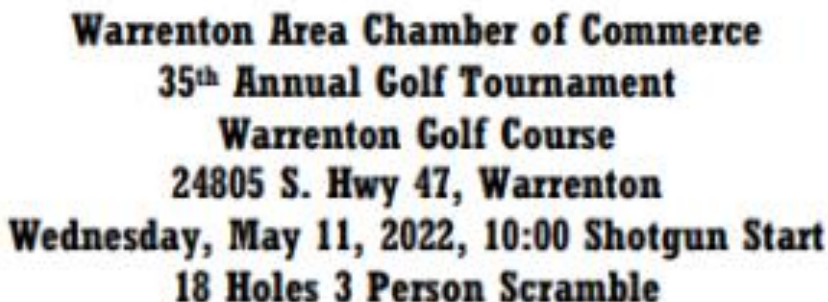 Warrenton Area Chamber of Commerce
35th Annual Golf Tournament
Warrenton Golf Course
24805 S. Hwy 47, Warrenton
Wednesday, May 11, 2022, 10:00 Shotgun Start
18 Holes 3 Person Scramble